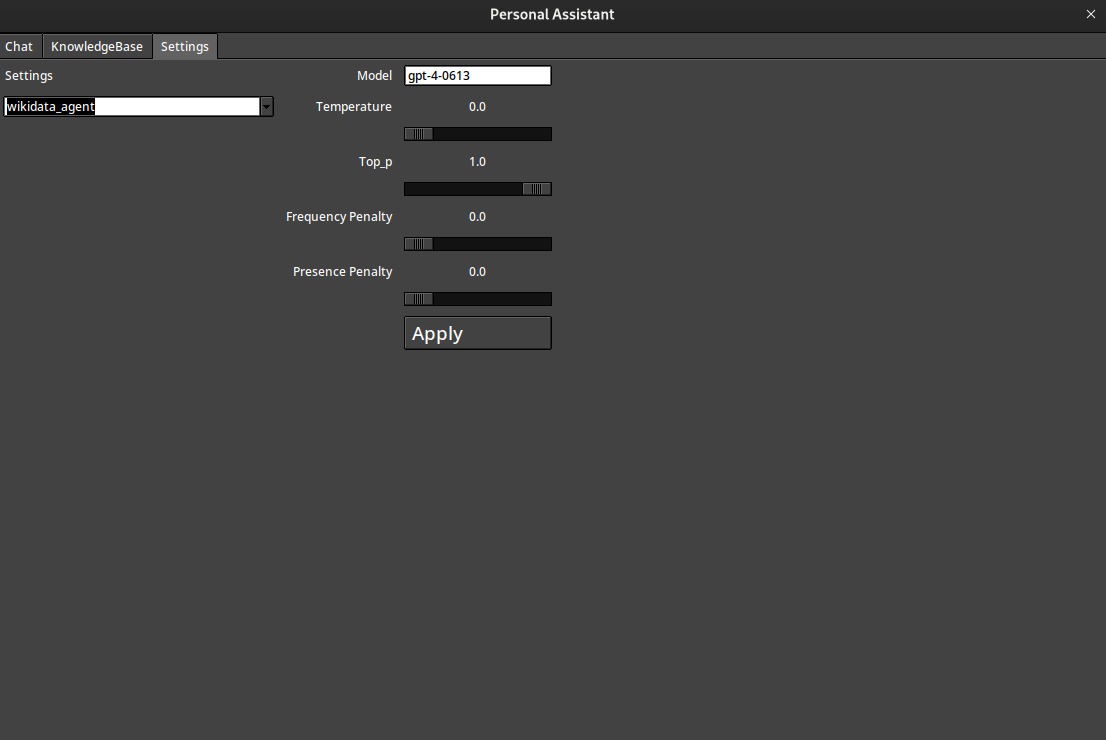 Personal Assistant
Chat KnowledgeBase Settings
Settings
wikidata_agent
Model gpt-4-0613
Temperature 0.0
Top_p 1.0
Frequency Penalty 0.0
Presence Penalty 0.0
Apply